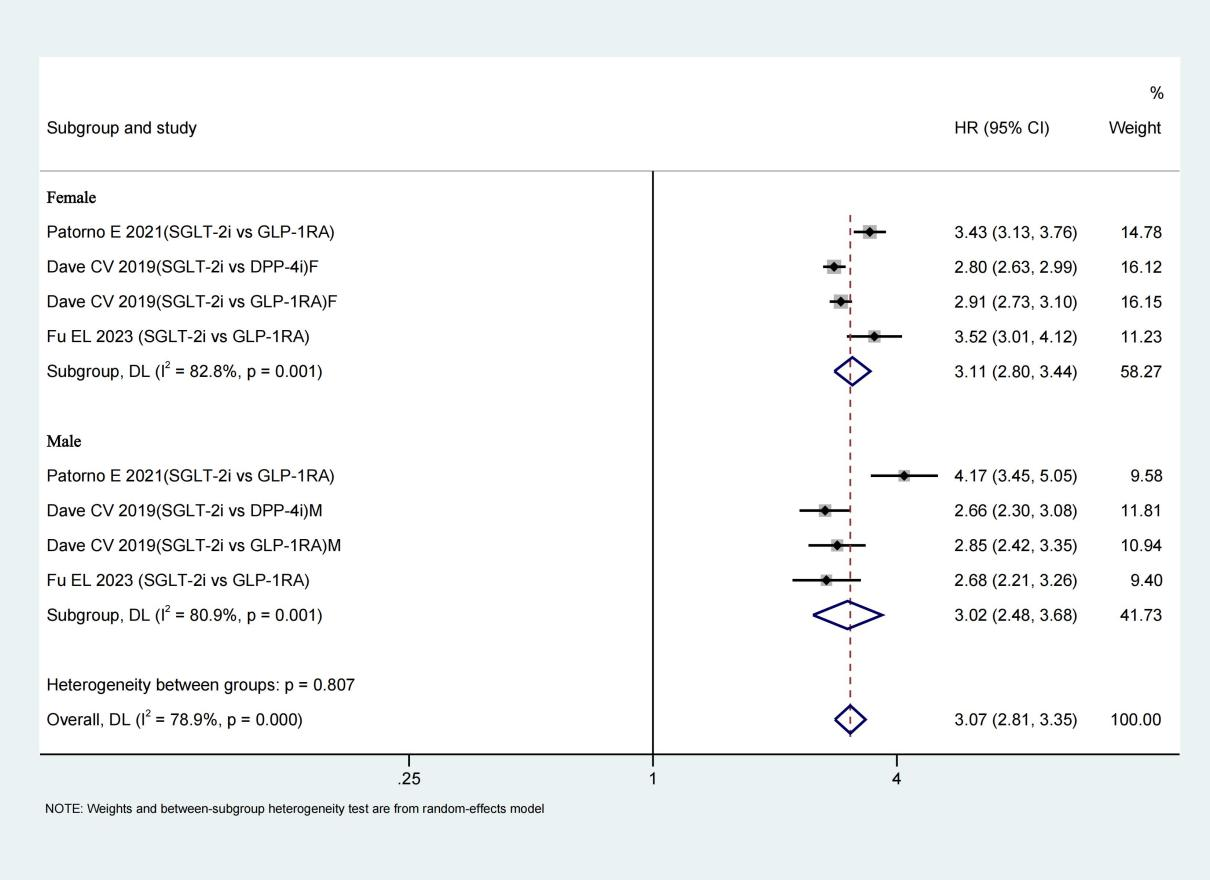 %
Subgroup and study HR (95% CI) Weight
Female
Patorno E 2021(SGLT-2i vs GLP-1RA) 3.43 (3.13, 3.76) 14.78
Dave CV 2019(SGLT-2i vs DPP-4i)F 2.80 (2.63, 2.99) 16.12
Dave CV 2019(SGLT-2i vs GLP-1RA)F 2.91 (2.73, 3.10) 16.15
Fu EL 2023 (SGLT-2i vs GLP-1RA) 3.52 (3.01, 4.12) 11.23
Subgroup, DL (I² = 82.8%, p = 0.001) 3.11 (2.80, 3.44) 58.27
Male
Patorno E 2021(SGLT-2i vs GLP-1RA) 4.17 (3.45, 5.05) 9.58
Dave CV 2019(SGLT-2i vs DPP-4i)M 2.66 (2.30, 3.08) 11.81
Dave CV 2019(SGLT-2i vs GLP-1RA)M 2.85 (2.42, 3.35) 10.94
Fu EL 2023 (SGLT-2i vs GLP-1RA) 2.68 (2.21, 3.26) 9.40
Subgroup, DL (I² = 80.9%, p = 0.001) 3.02 (2.48, 3.68) 41.73
Heterogeneity between groups: p = 0.807
Overall, DL (I² = 78.9%, p = 0.000) 3.07 (2.81, 3.35) 100.00
.25 1 4
NOTE: Weights and between-subgroup heterogeneity test are from random-effects model